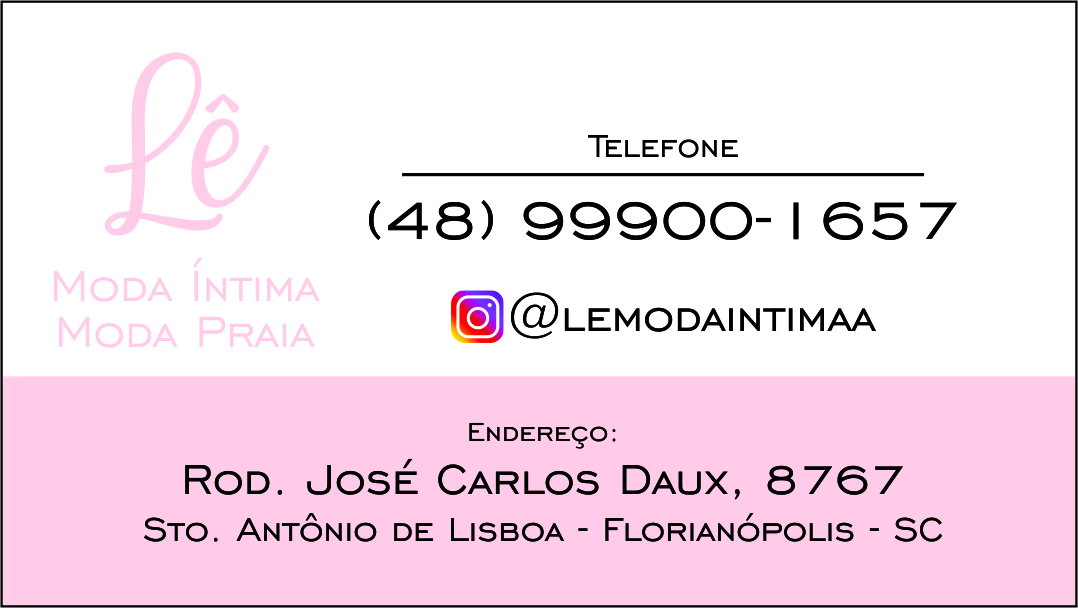 Lê
Moda Íntima
Moda Praia
Telefone
(48) 99900-1657
@lemodaintimaa
Endereço:
Rod. José Carlos Daux, 8767
Sto. Antônio de Lisboa - Florianópolis - SC